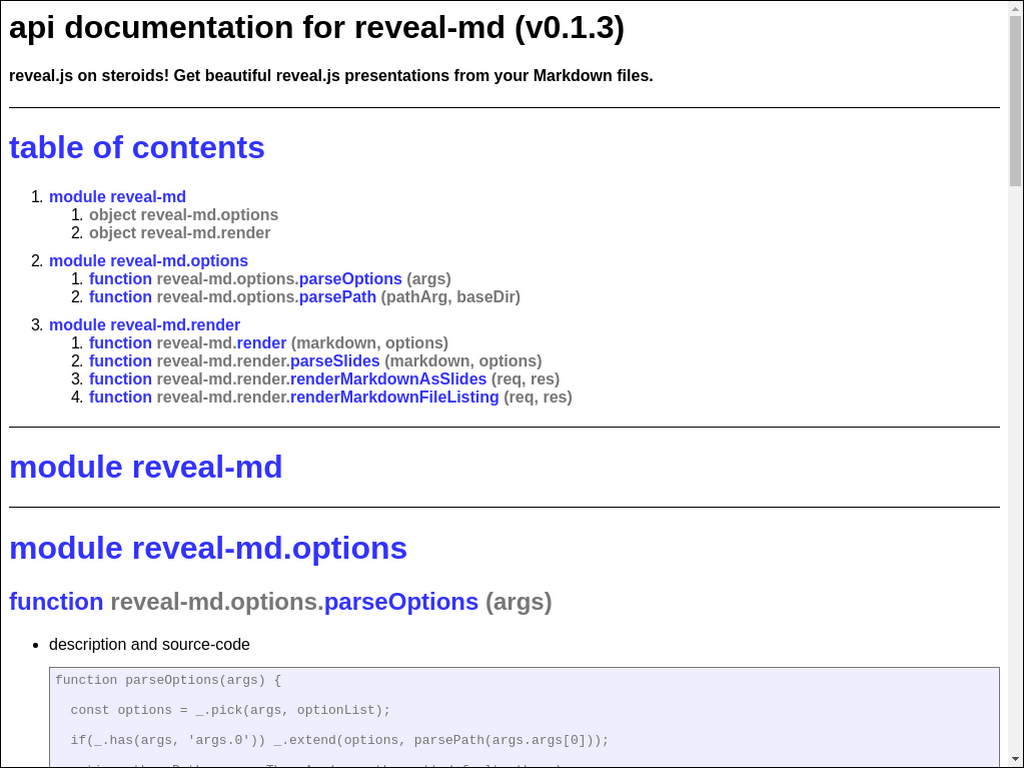 api documentation for reveal-md (v0.1.3)
reveal.js on steroids! Get beautiful reveal.js presentations from your Markdown files.
table of contents
1. module reveal-md
1. object reveal-md.options
2. object reveal-md.render
2. module reveal-md.options
1. function reveal-md.options.parseOptions (args)
2. function reveal-md.options.parsePath (pathArg, baseDir)
3. module reveal-md.render
1. function reveal-md.render (markdown, options)
2. function reveal-md.render.parseSlides (markdown, options)
3. function reveal-md.render.renderMarkdownAsSlides (req, res)
4. function reveal-md.render.renderMarkdownFileListing (req, res)
module reveal-md
module reveal-md.options
function reveal-md.options.parseOptions (args)
• description and source-code
function parseOptions(args) {
const options = _.pick(args, optionList);
if(_.has(args, 'args.0')) _.extend(options, parsePath(args.args[0]));